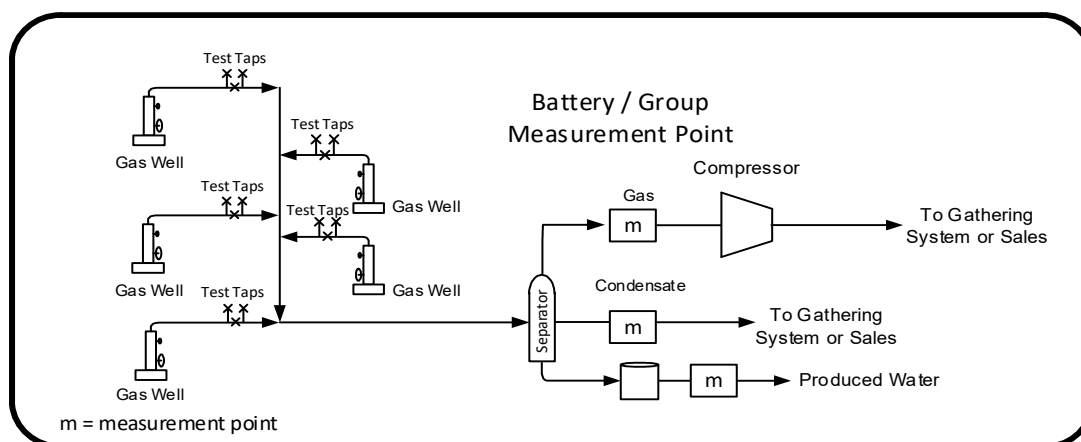 Test Taps
Gas Well
Test Taps
Gas Well
Test Taps
Gas Well
Test Taps
Gas Well
Test Taps
Gas Well
Battery / Group
Measurement Point
Compressor
Gas
m
To Gathering
System or Sales
Separator
Condensate
m
To Gathering
System or Sales
m
Produced Water
m = measurement point